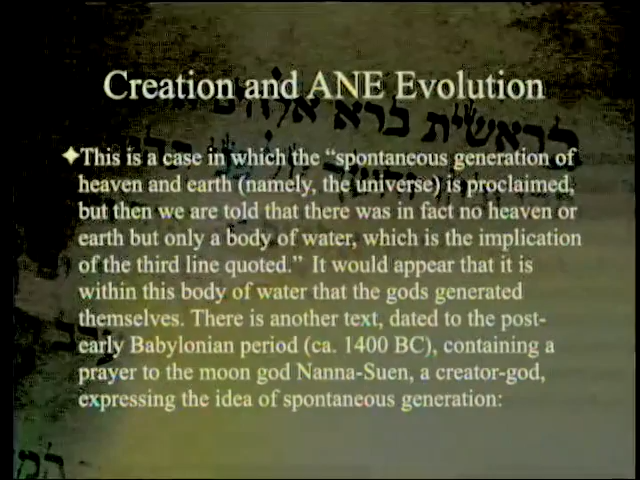 Creation and ANE Evolution
בראשית ברא אלהים
✦This is a case in which the “spontaneous generation of
heaven and earth (namely, the universe) is proclaimed,
but then we are told that there was in fact no heaven or
earth but only a body of water, which is the implication
of the third line quoted.” It would appear that it is
within this body of water that the gods generated
themselves. There is another text, dated to the post-
early Babylonian period (ca. 1400 BC), containing a
prayer to the moon god Nanna-Suen, a creator-god,
expressing the idea of spontaneous generation: